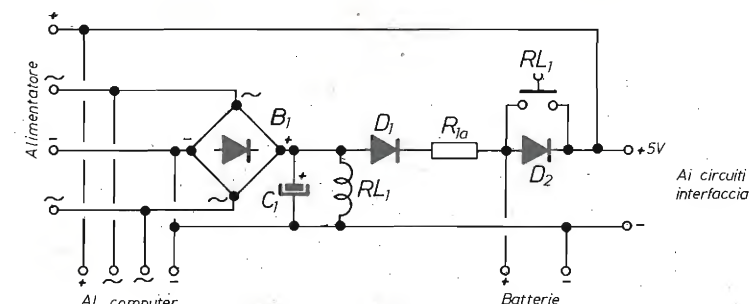 +
Alimentatore
~
-
~
~
B₁
-
+
~
+
C₁
RL₁
D₁
R₁ₐ
RL₁
D₂
+5V
-
Ai circuiti
interfaccia
+ ~ ~ -
Al computer
+ -
Batterie